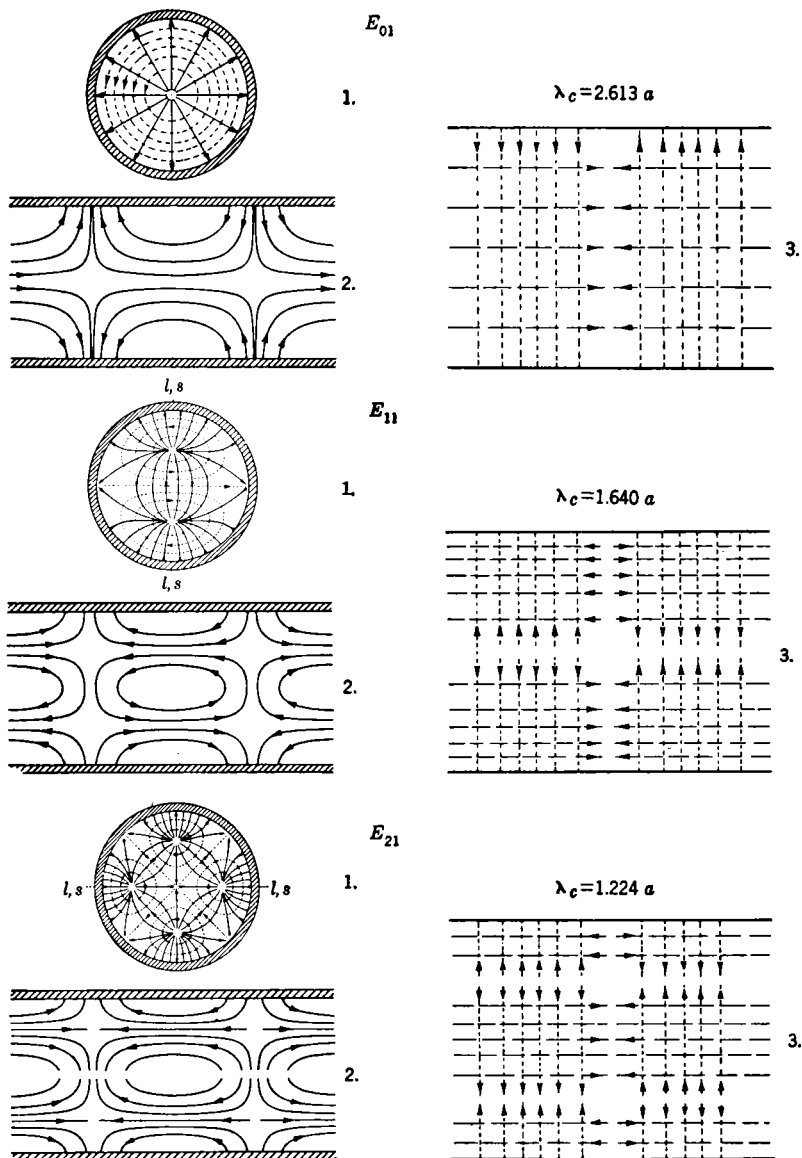 E01
1.
λc=2.613 a
2.
3.
l, s
E11
1.
λc=1.640 a
l, s
2.
3.
E21
1.
l, s
l, s
λc=1.224 a
2.
3.